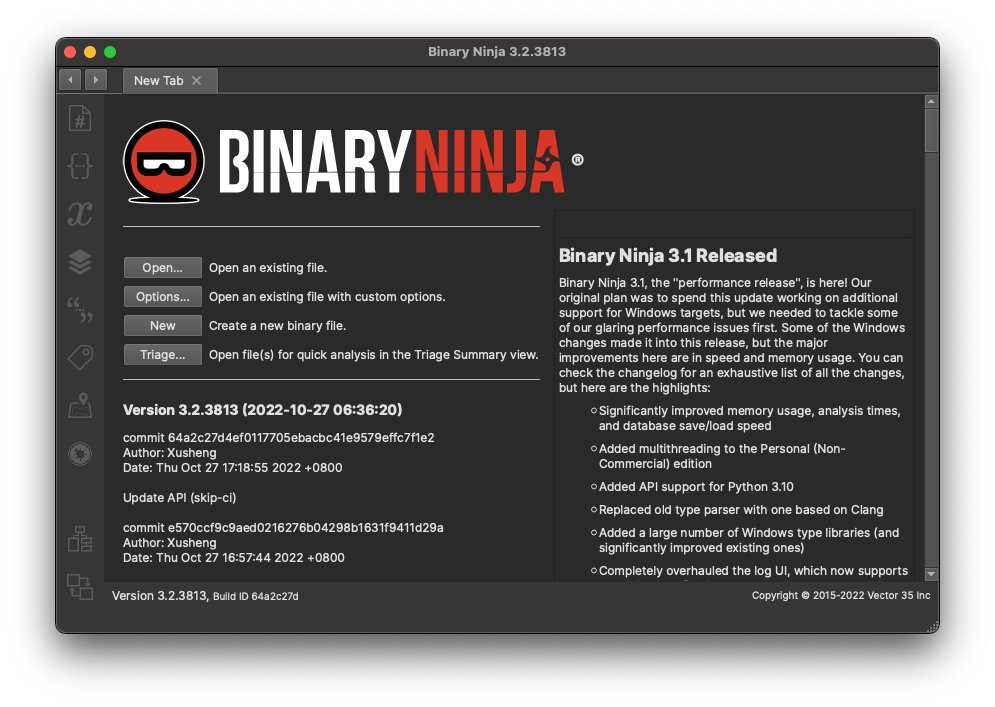 Binary Ninja 3.2.3813
New Tab
BINARYNINJA®
Open... Open an existing file.
Options... Open an existing file with custom options.
New Create a new binary file.
Triage... Open file(s) for quick analysis in the Triage Summary view.
Version 3.2.3813 (2022-10-27 06:36:20)
commit 64a2c27d4ef0117705ebacbc41e9579effc7f1e2
Author: Xusheng
Date: Thu Oct 27 17:18:55 2022 +0800
Update API (skip-ci)
commit e570ccf9c9aed0216276b04298b1631f9411d29a
Author: Xusheng
Date: Thu Oct 27 16:57:44 2022 +0800
Binary Ninja 3.1 Released
Binary Ninja 3.1, the "performance release", is here! Our
original plan was to spend this update working on additional
support for Windows targets, but we needed to tackle some
of our glaring performance issues first. Some of the Windows
changes made it into this release, but the major
improvements here are in speed and memory usage. You can
check the changelog for an exhaustive list of all the changes,
but here are the highlights:
Significantly improved memory usage, analysis times,
and database save/load speed
Added multithreading to the Personal (Non-
Commercial) edition
Added API support for Python 3.10
Replaced old type parser with one based on Clang
Added a large number of Windows type libraries (and
significantly improved existing ones)
Completely overhauled the log UI, which now supports
Version 3.2.3813, Build ID 64a2c27d
Copyright © 2015-2022 Vector 35 Inc